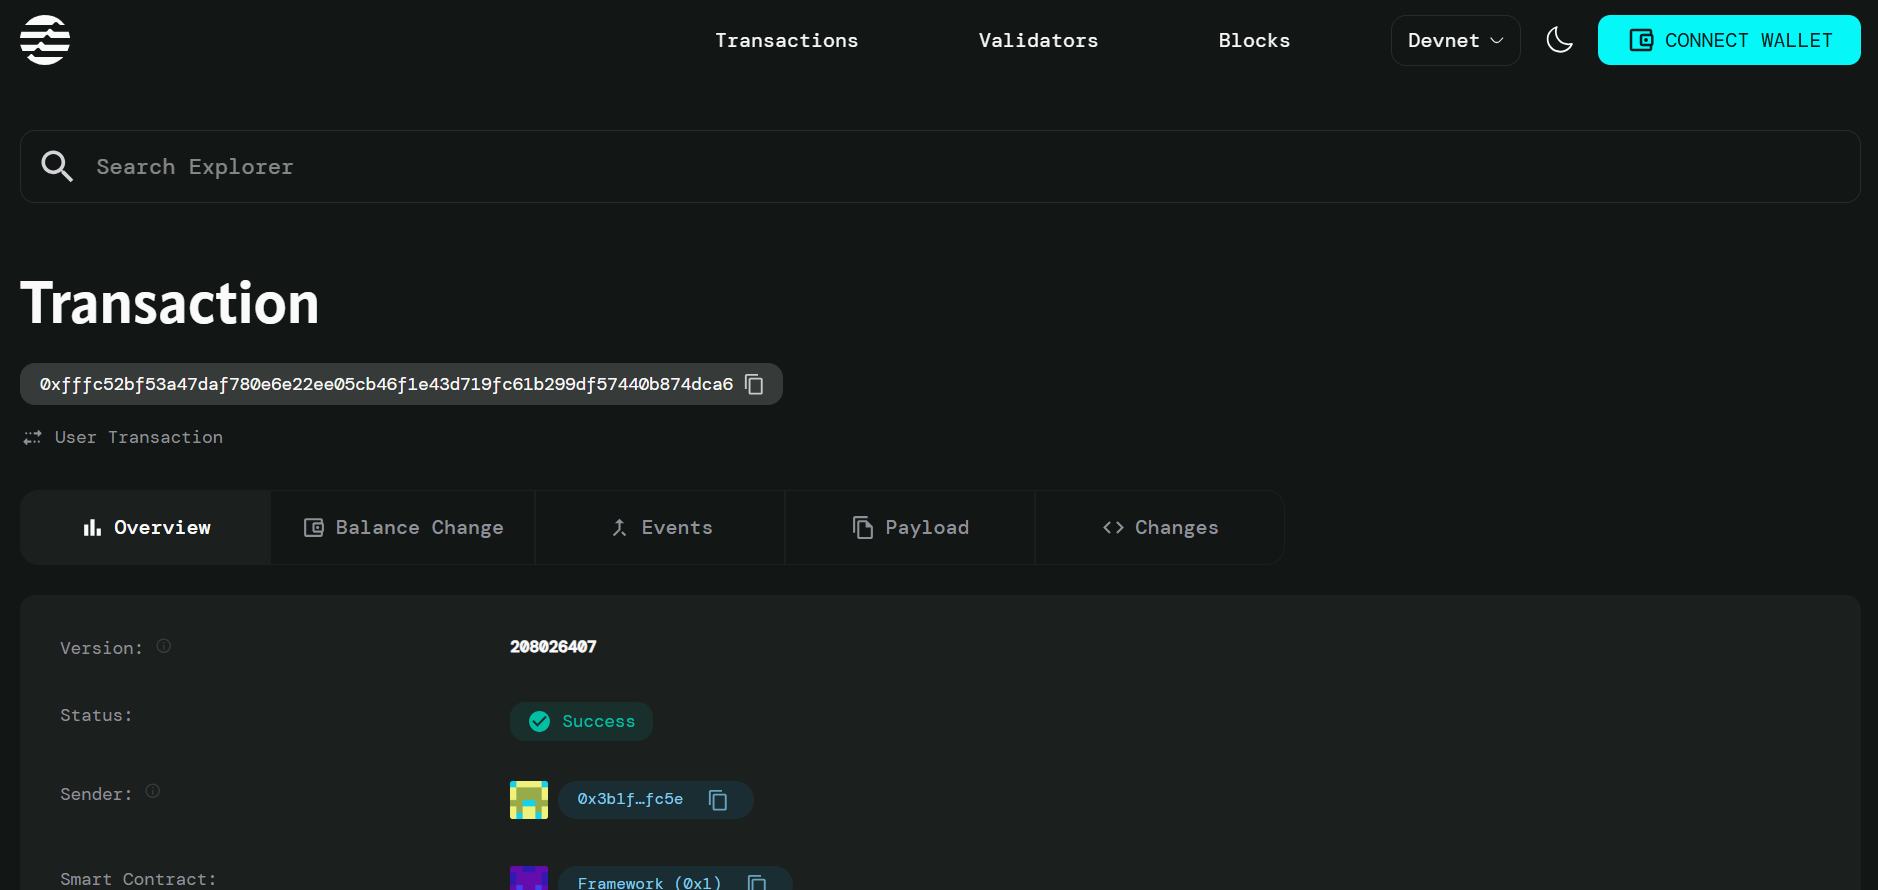 Transactions Validators Blocks Devnet CONNECT WALLET
Search Explorer
Transaction
0xfffc52bf53a47daf780e6e22ee05cb46f1e43d719fc61b299df57440b874dca6
User Transaction
Overview Balance Change Events Payload Changes
Version: 208026407
Status: Success
Sender: 0x3b1f…fc5e
Smart Contract: Framework (0x1)